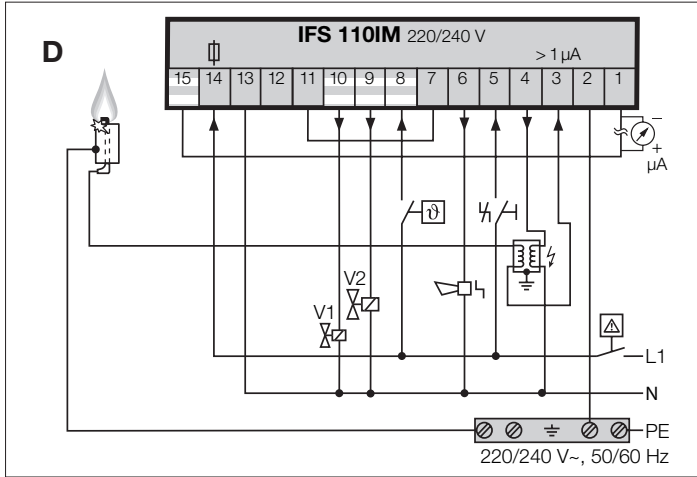 D
IFS 110IM 220/240 V
> 1 µA
15 14 13 12 11 10 9 8 7 6 5 4 3 2 1
–
+
µA
ϑ
V2
V1
L1
N
PE
220/240 V~, 50/60 Hz